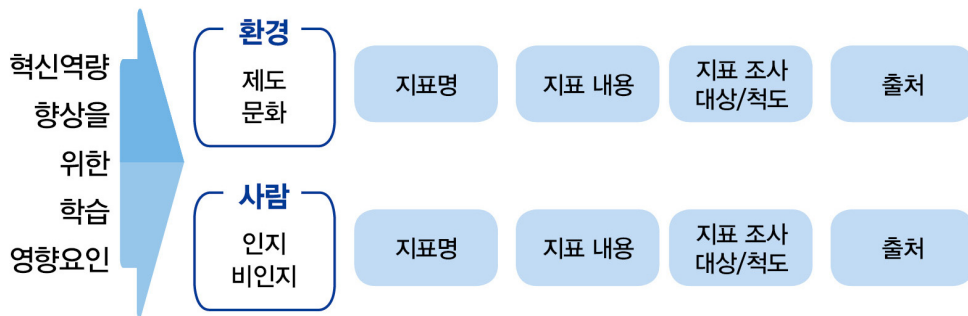 혁신역량
향상을
위한
학습
영향요인
환경
제도
문화
지표명
지표 내용
지표 조사
대상/척도
출처
사람
인지
비인지
지표명
지표 내용
지표 조사
대상/척도
출처